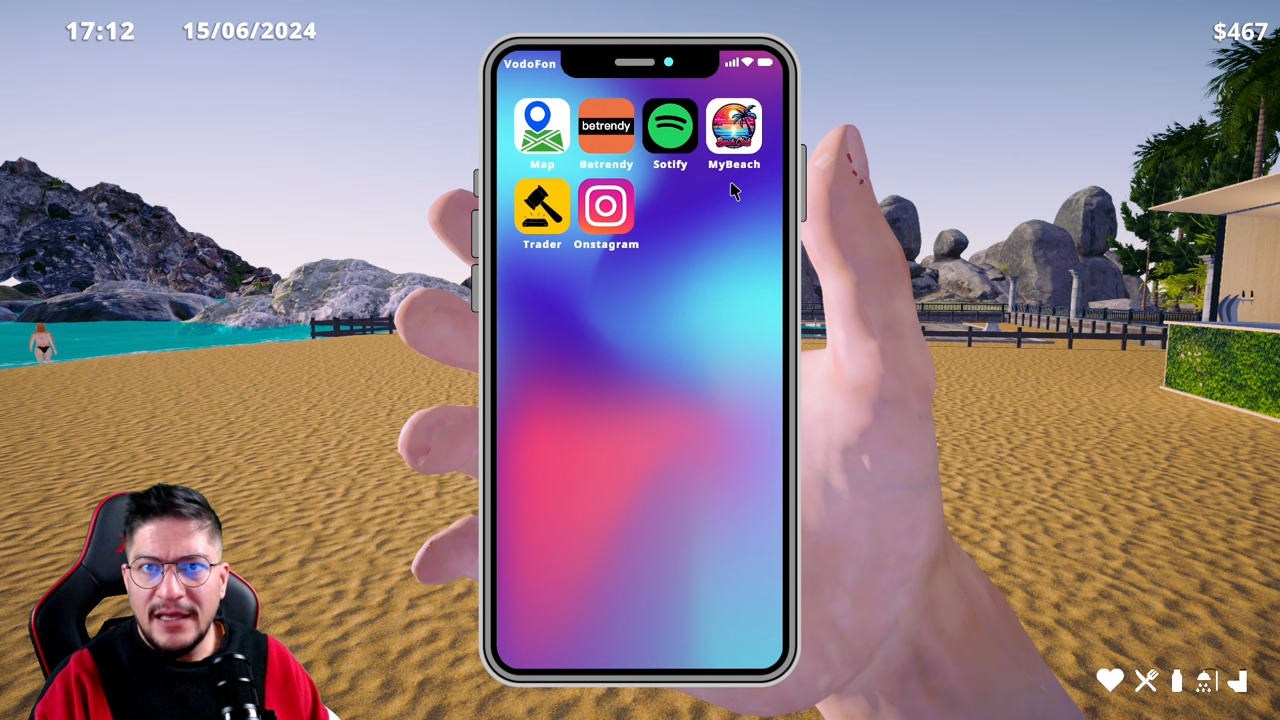 17:12 15/06/2024 $467
VodoFon
betrendy
Map Betrendy Sotify MyBeach
Trader Onstagram